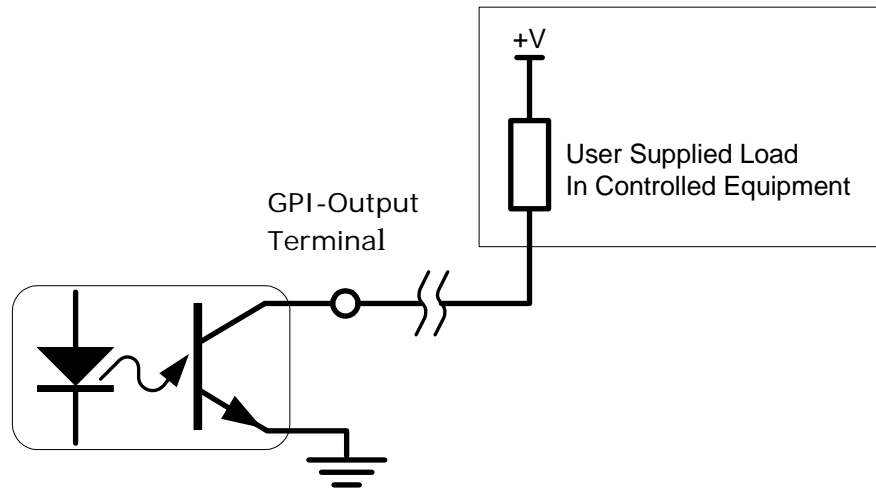 +V
User Supplied Load
In Controlled Equipment
GPI-Output
Terminal